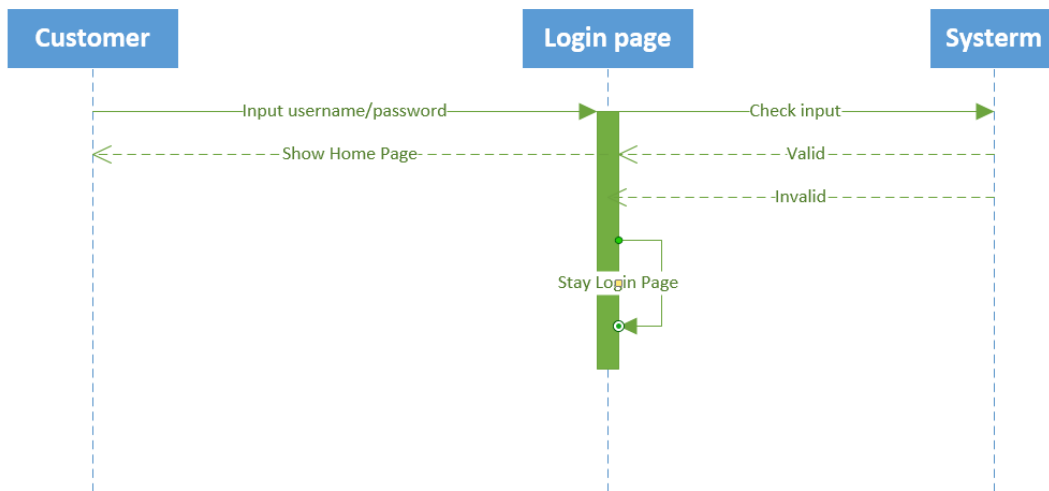 Customer
Login page
Systerm
Input username/password
Check input
Show Home Page
Valid
Invalid
Stay Login Page